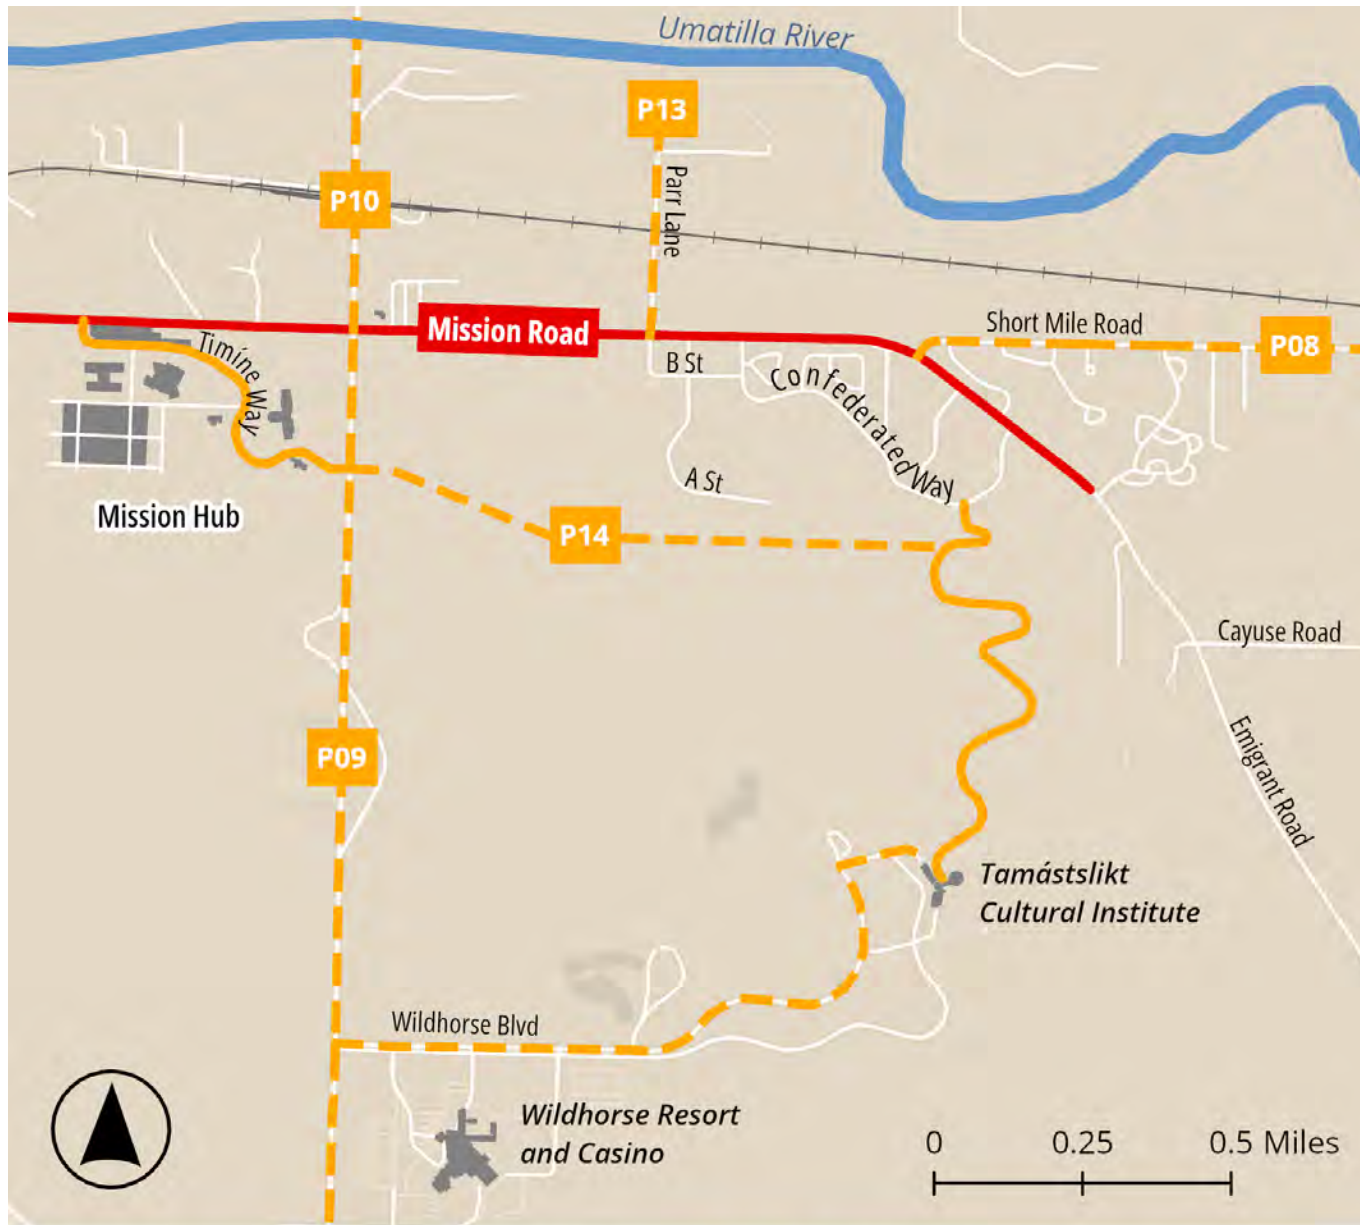 Umatilla River
P13
Parr Lane
P10
Mission Road
Short Mile Road
P08
Timíne Way
B St
Confederated Way
A St
Mission Hub
P14
Cayuse Road
P09
Emigrant Road
Tamástslikt
Cultural Institute
Wildhorse Blvd
Wildhorse Resort
and Casino
0 0.25 0.5 Miles